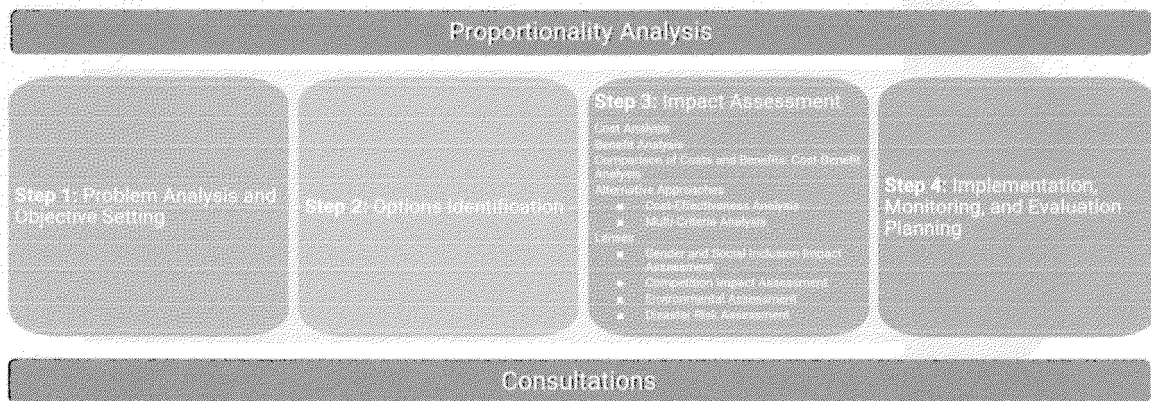 Proportionality Analysis
Step 1: Problem Analysis and
Objective Setting
Step 2: Options Identification
Step 3: Impact Assessment
Cost Analysis
Benefit Analysis
Comparison of Costs and Benefits: Cost-Benefit
Analysis
Alternative Approaches
■ Cost-Effectiveness Analysis
■ Multi-Criteria Analysis
Lenses
■ Gender and Social Inclusion Impact
Assessment
■ Competition Impact Assessment
■ Environmental Assessment
■ Disaster Risk Assessment
Step 4: Implementation,
Monitoring, and Evaluation
Planning
Consultations